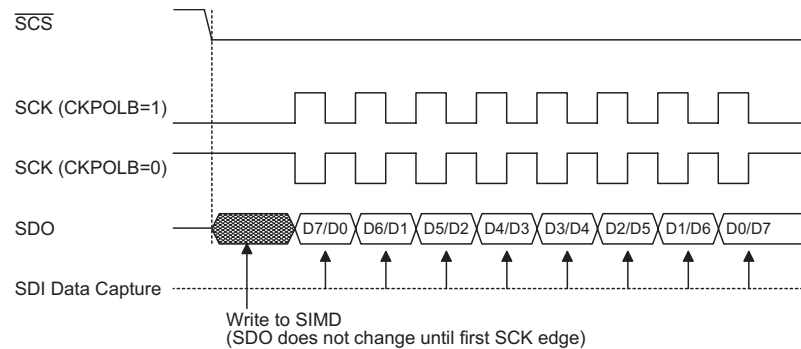 SCS
SCK (CKPOLB=1)
SCK (CKPOLB=0)
SDO D7/D0 D6/D1 D5/D2 D4/D3 D3/D4 D2/D5 D1/D6 D0/D7
SDI Data Capture
Write to SIMD
(SDO does not change until first SCK edge)